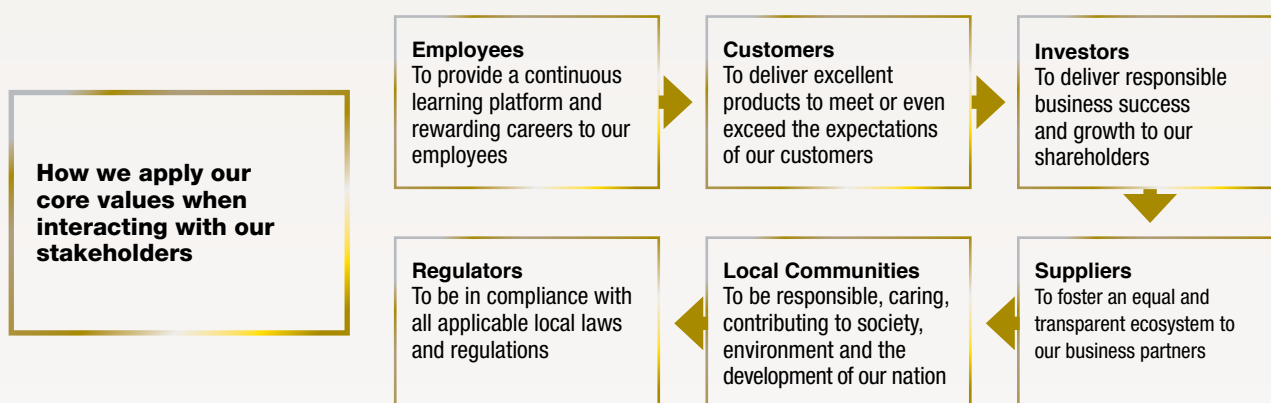 How we apply our
core values when
interacting with our
stakeholders
Employees
To provide a continuous
learning platform and
rewarding careers to our
employees
Customers
To deliver excellent
products to meet or even
exceed the expectations
of our customers
Investors
To deliver responsible
business success
and growth to our
shareholders
Suppliers
To foster an equal and
transparent ecosystem to
our business partners
Local Communities
To be responsible, caring,
contributing to society,
environment and the
development of our nation
Regulators
To be in compliance with
all applicable local laws
and regulations